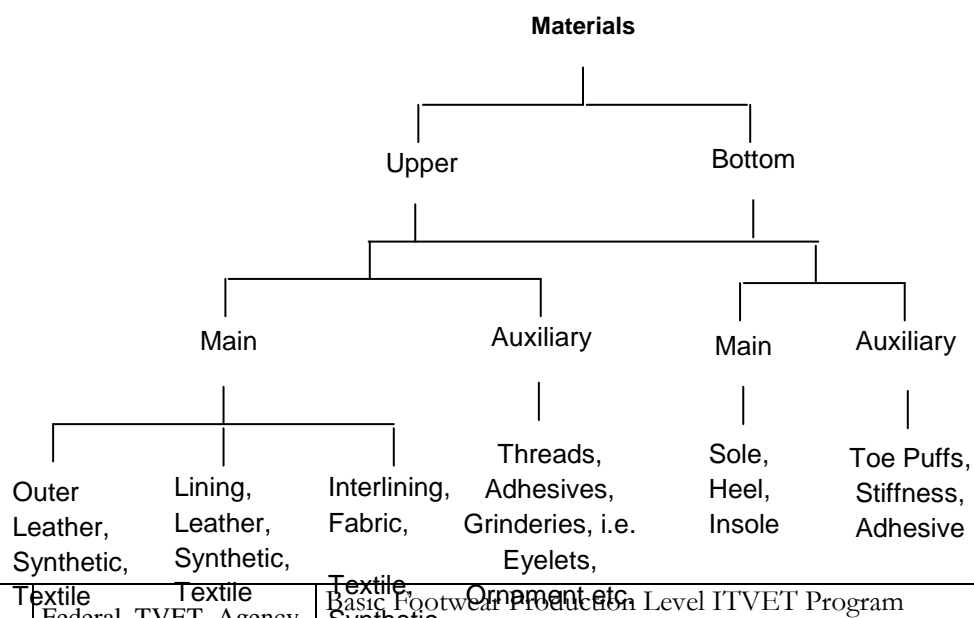 Materials
Upper
Bottom
Main
Auxiliary
Main
Auxiliary
Outer
Leather,
Synthetic,
Textile
Lining,
Leather,
Synthetic,
Textile
Interlining,
Fabric,
Textile,
Synthetic
Threads,
Adhesives,
Grinderies, i.e.
Eyelets,
Ornament etc.
Sole,
Heel,
Insole
Toe Puffs,
Stiffness,
Adhesive
Federal TVET Agency
Basic Footwear Production Level ITVET Program